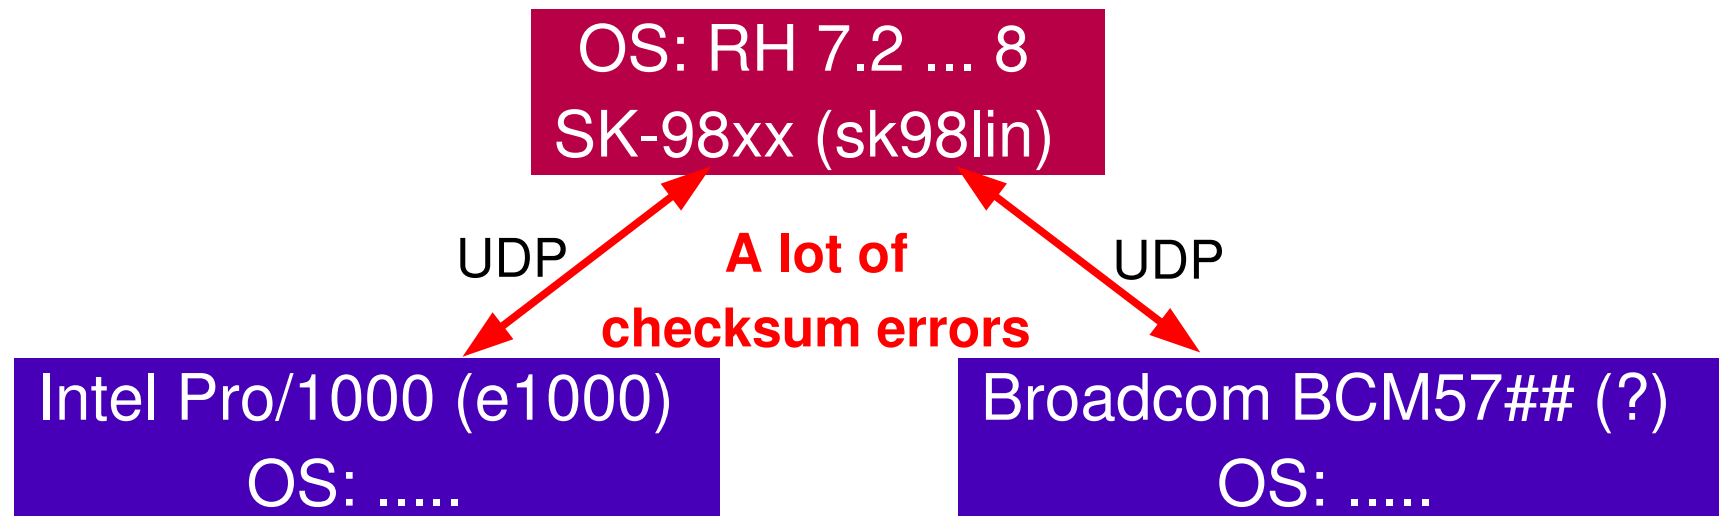 OS: RH 7.2 ... 8
SK-98xx (sk98lin)
UDP
A lot of
checksum errors
UDP
Intel Pro/1000 (e1000)
OS: .....
Broadcom BCM57## (?)
OS: .....